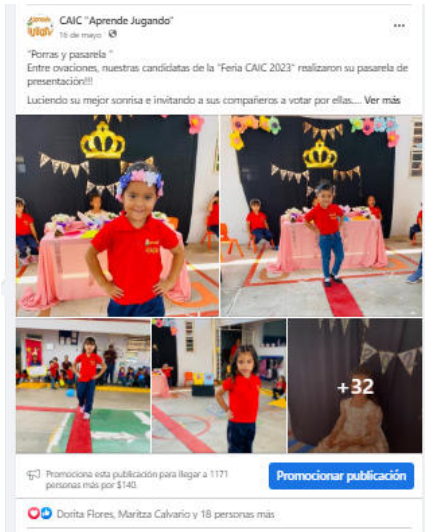 CAIC "Aprende Jugando"
16 de mayo ·
"Porras y pasarela "
Entre ovaciones, nuestras candidatas de la "Feria CAIC 2023" realizaron su pasarela de
presentación!!!
Luciendo su mejor sonrisa e invitando a sus compañeros a votar por ellas.... Ver más
+32
Promociona esta publicación para llegar a 1171
personas más por $140.
Promocionar publicación
Dorita Flores, Maritza Calvario y 18 personas más